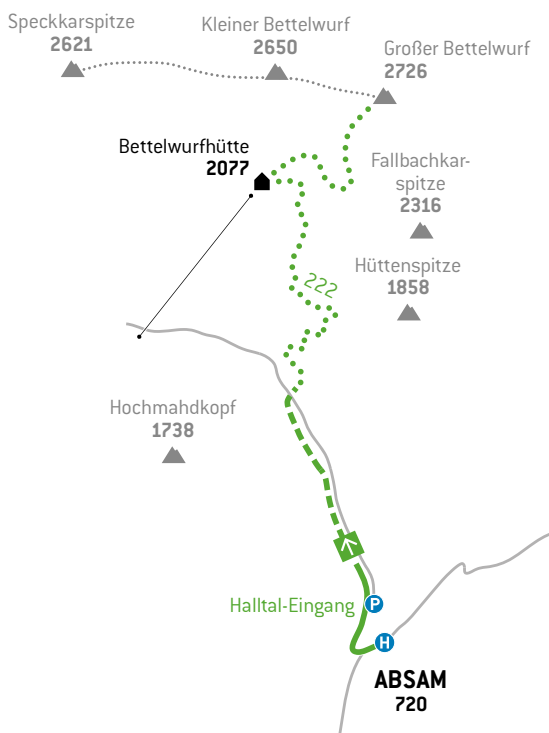 Speckkarspitze
2621
Kleiner Bettelwurf
2650
Großer Bettelwurf
2726
Bettelwurfhütte
2077
Fallbachkar-
spitze
2316
Hüttenspitze
1858
222
Hochmahdkopf
1738
Halltal-Eingang
P
H
ABSAM
720